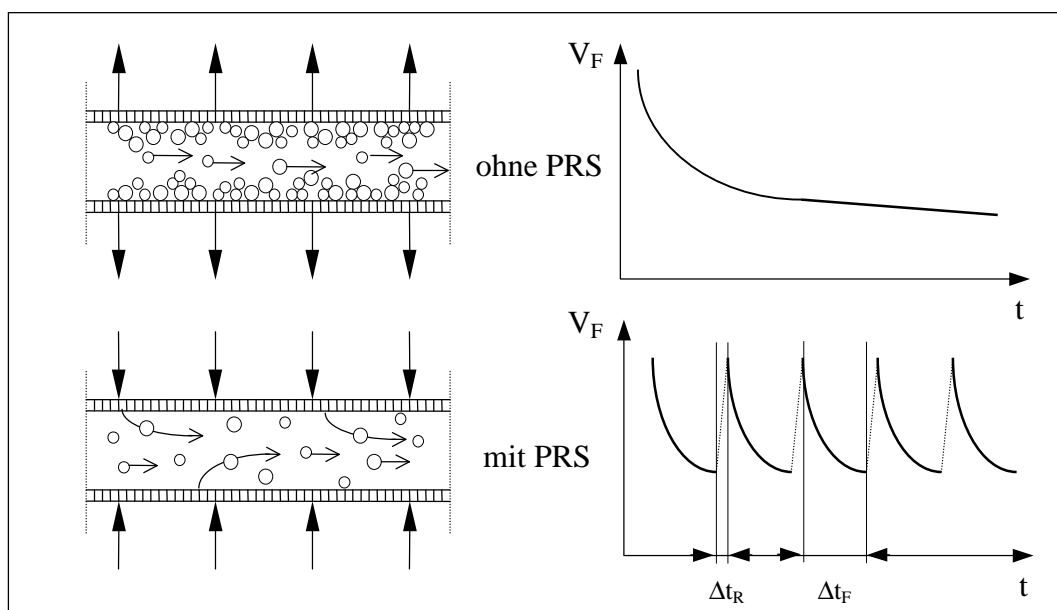 V_F
ohne PRS
t
V_F
mit PRS
Δt_R
Δt_F
t